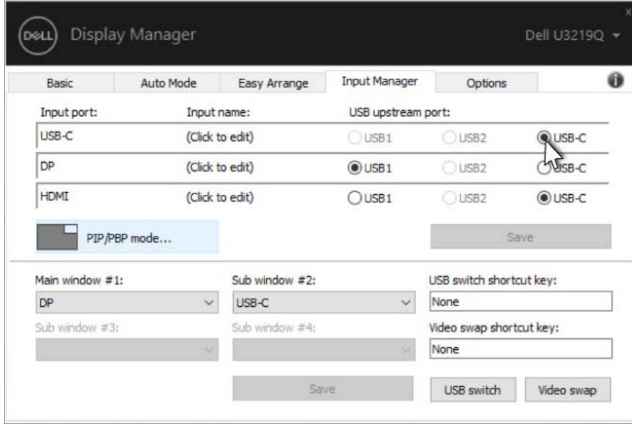 x
DELL Display Manager Dell U3219Q
Basic Auto Mode Easy Arrange Input Manager Options i
Input port: Input name: USB upstream port:
USB-C (Click to edit) USB1 USB2 USB-C
DP (Click to edit) USB1 USB2 USB-C
HDMI (Click to edit) USB1 USB2 USB-C
PIP/PBP mode... Save
Main window #1: Sub window #2: USB switch shortcut key:
DP USB-C None
Sub window #3: Sub window #4: Video swap shortcut key:
None
Save USB switch Video swap